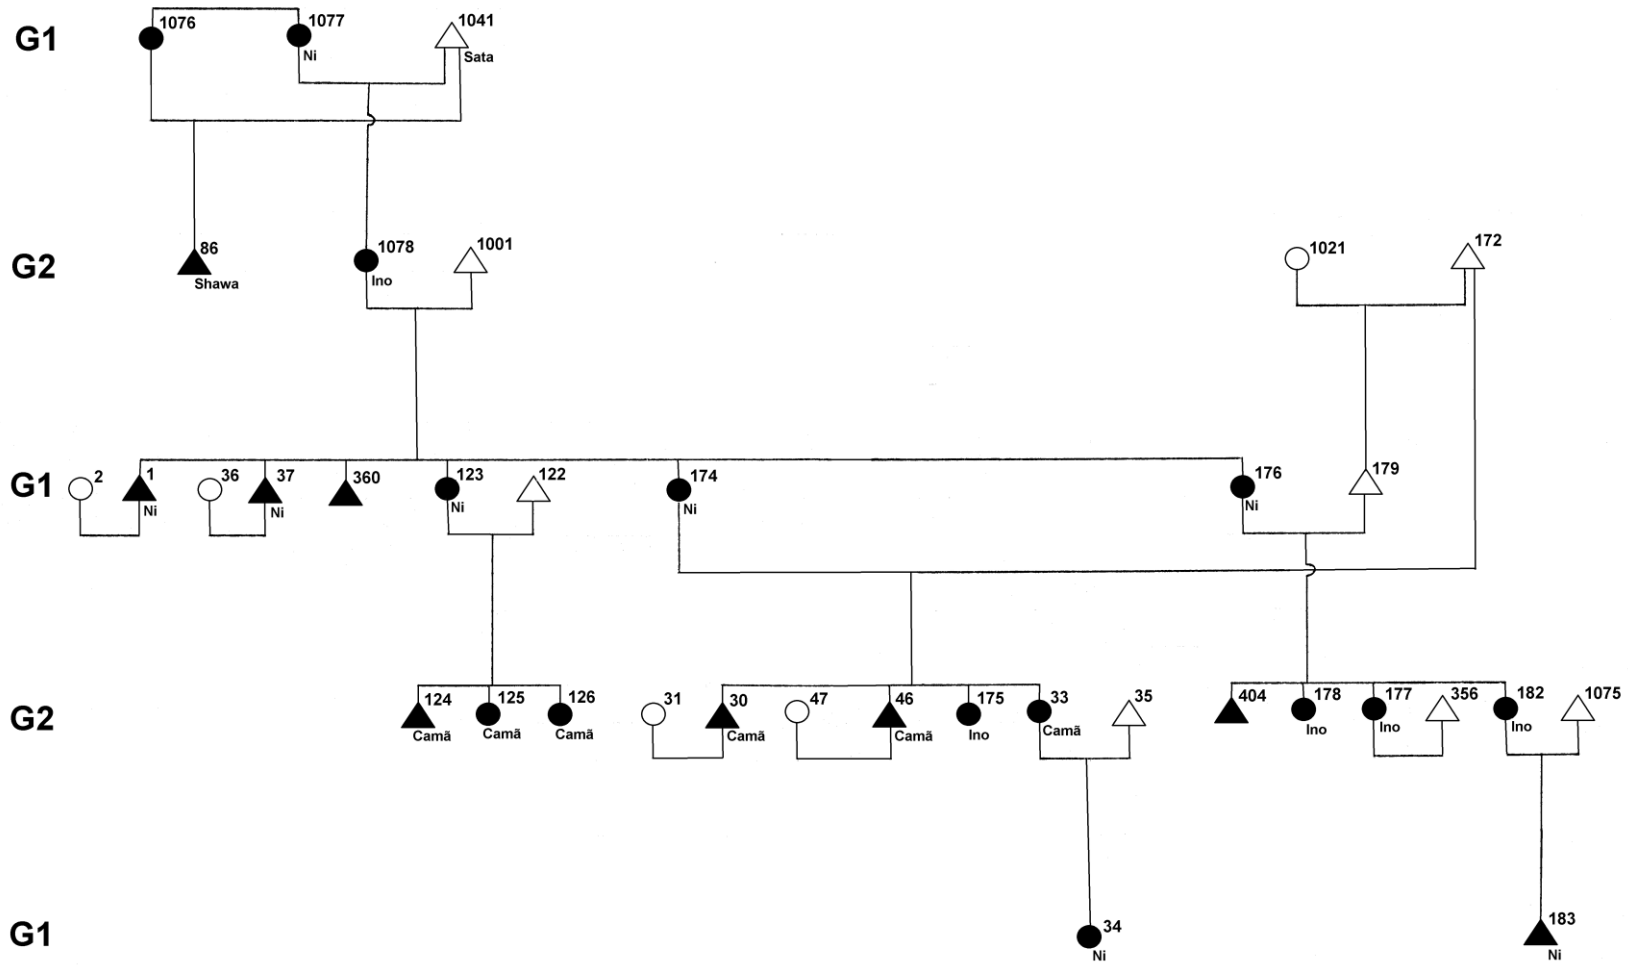 G1 1076 1077 Ni 1041 Sata
G2 86 Shawa 1078 Ino 1001 1021 172
G1 2 1 Ni 36 37 Ni 360 123 Ni 122 174 Ni 176 Ni 179
G2 124 Camã 125 Camã 126 Camã 31 30 Camã 47 46 Camã 175 Ino 33 Camã 35 404 178 Ino 177 Ino 356 182 Ino 1075
G1 34 Ni 183 Ni